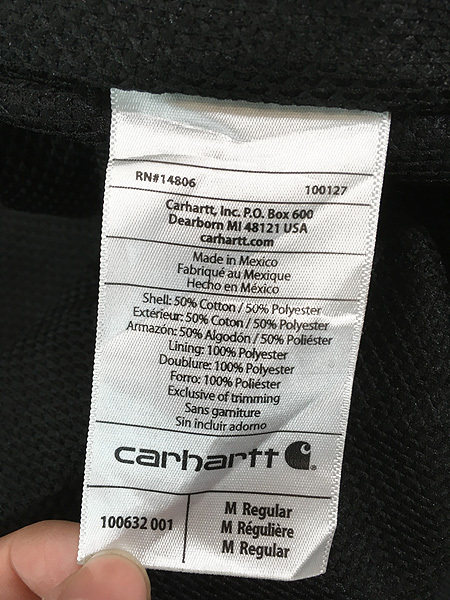 RN#14806 100127
Carhartt, Inc. P.O. Box 600
Dearborn MI 48121 USA
carhartt.com
Made in Mexico
Fabriqué au Mexique
Hecho en México
Shell: 50% Cotton / 50% Polyester
Extérieur: 50% Coton / 50% Polyester
Armazón: 50% Algodón / 50% Poliéster
Lining: 100% Polyester
Doublure: 100% Polyester
Forro: 100% Poliéster
Exclusive of trimming
Sans garniture
Sin incluir adorno
carhartt
100632 001
M Regular
M Régulière
M Regular